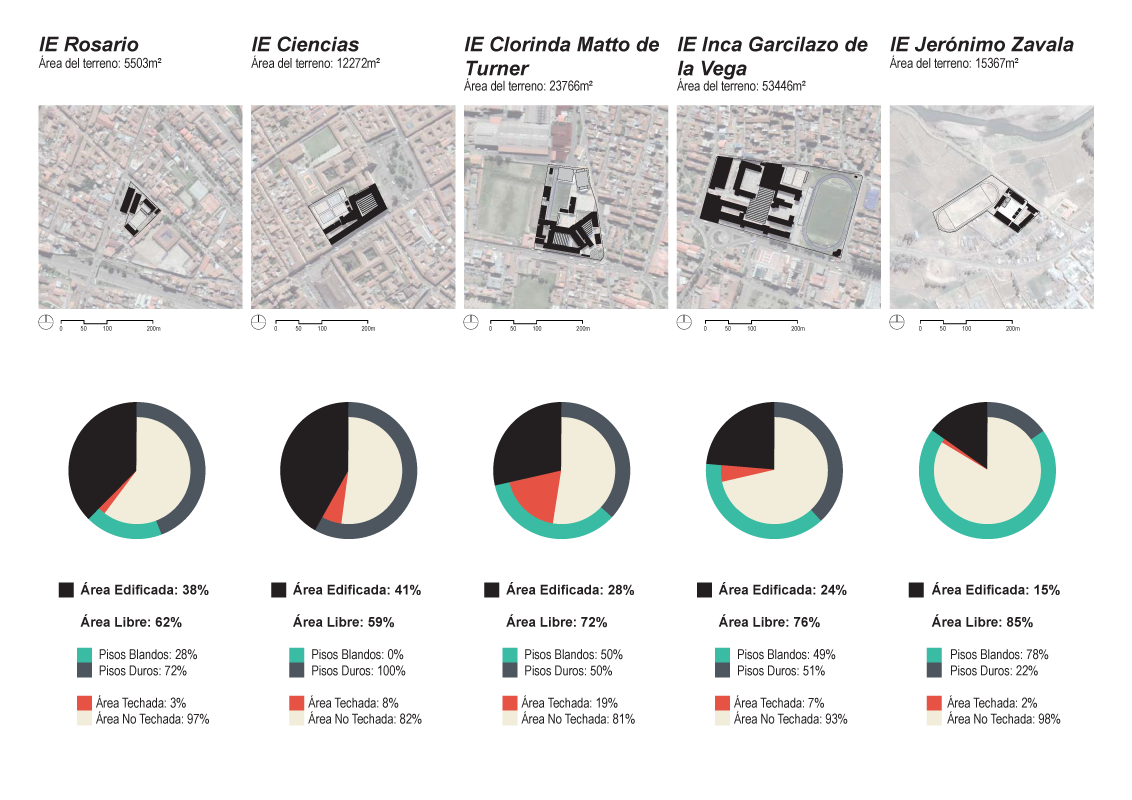 IE Rosario
Área del terreno: 5503m²
IE Ciencias
Área del terreno: 12272m²
IE Clorinda Matto de
Turner
Área del terreno: 23766m²
IE Inca Garcilazo de
la Vega
Área del terreno: 53446m²
IE Jerónimo Zavala
Área del terreno: 15367m²
0 50 100 200m
0 50 100 200m
0 50 100 200m
0 50 100 200m
0 50 100 200m
Área Edificada: 38%
Área Libre: 62%
Pisos Blandos: 28%
Pisos Duros: 72%
Área Techada: 3%
Área No Techada: 97%
Área Edificada: 41%
Área Libre: 59%
Pisos Blandos: 0%
Pisos Duros: 100%
Área Techada: 8%
Área No Techada: 82%
Área Edificada: 28%
Área Libre: 72%
Pisos Blandos: 50%
Pisos Duros: 50%
Área Techada: 19%
Área No Techada: 81%
Área Edificada: 24%
Área Libre: 76%
Pisos Blandos: 49%
Pisos Duros: 51%
Área Techada: 7%
Área No Techada: 93%
Área Edificada: 15%
Área Libre: 85%
Pisos Blandos: 78%
Pisos Duros: 22%
Área Techada: 2%
Área No Techada: 98%